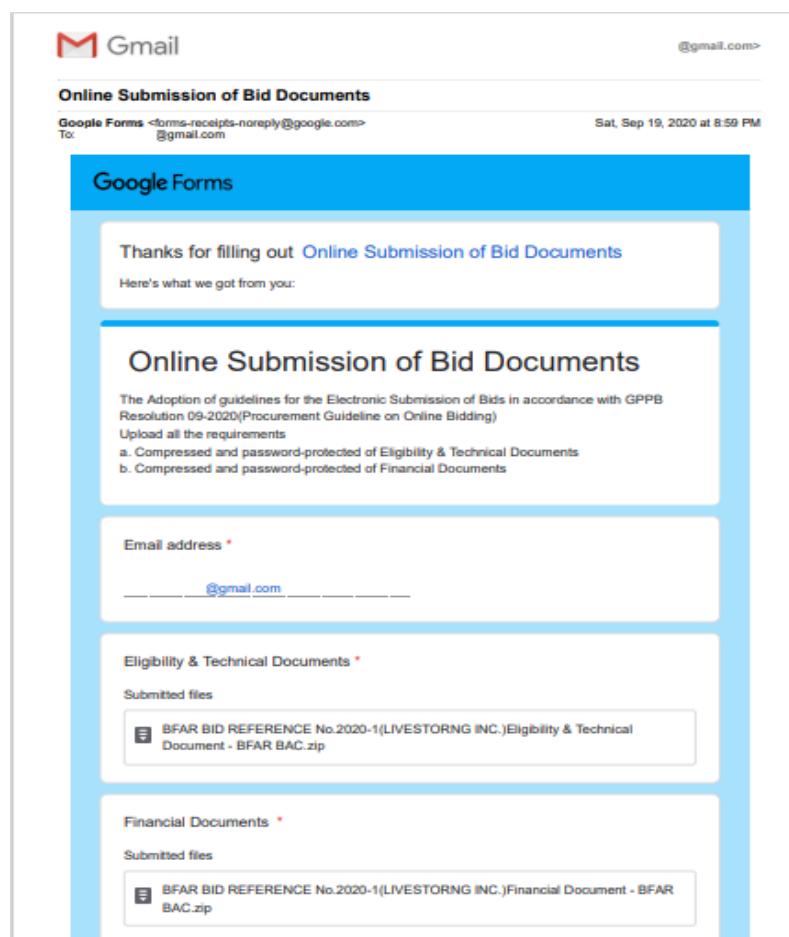 Gmail
@gmail.com>
Online Submission of Bid Documents
Google Forms <forms-receipts-noreply@google.com>
Sat, Sep 19, 2020 at 8:59 PM
To: @gmail.com
Google Forms
Thanks for filling out Online Submission of Bid Documents
Here's what we got from you:
Online Submission of Bid Documents
The Adoption of guidelines for the Electronic Submission of Bids in accordance with GPPB
Resolution 09-2020(Procurement Guideline on Online Bidding)
Upload all the requirements
a. Compressed and password-protected of Eligibility & Technical Documents
b. Compressed and password-protected of Financial Documents
Email address *
@gmail.com
Eligibility & Technical Documents *
Submitted files
BFAR BID REFERENCE No.2020-1(LIVESTORNG INC.)Eligibility & Technical
Document - BFAR BAC.zip
Financial Documents *
Submitted files
BFAR BID REFERENCE No.2020-1(LIVESTORNG INC.)Financial Document - BFAR
BAC.zip